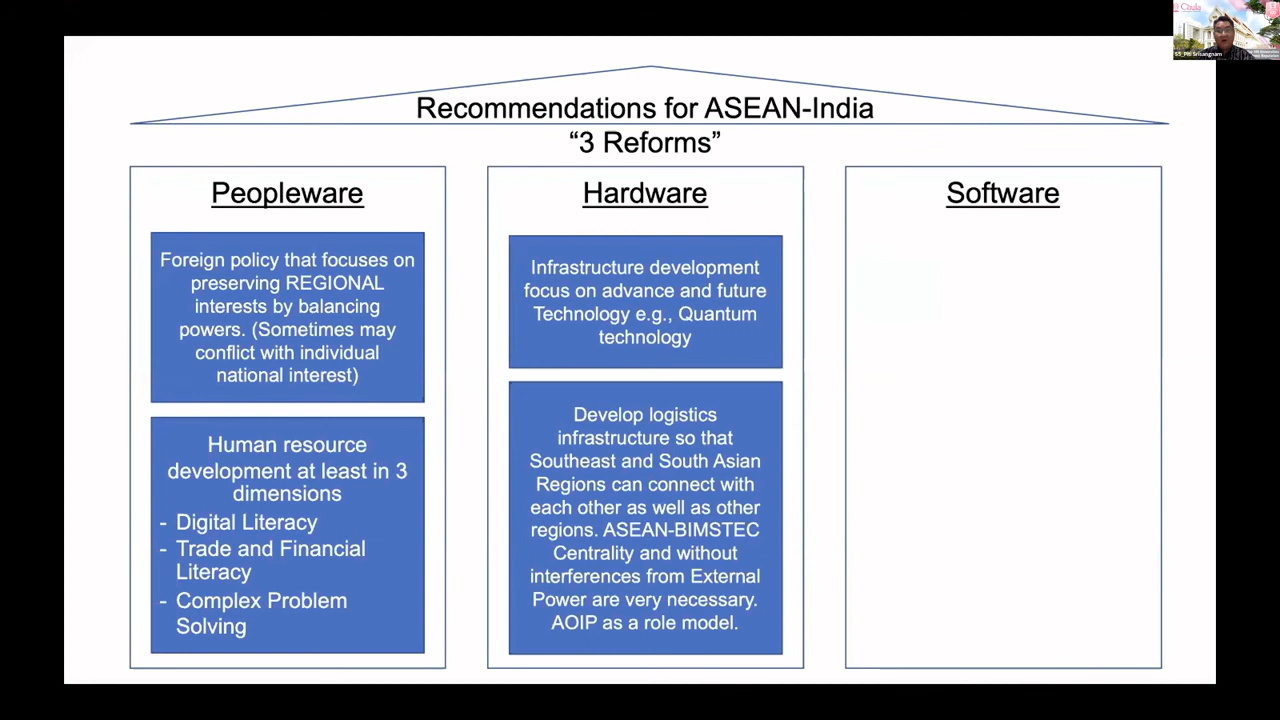 Recommendations for ASEAN-India
“3 Reforms”
Peopleware
Foreign policy that focuses on
preserving REGIONAL
interests by balancing
powers. (Sometimes may
conflict with individual
national interest)
Human resource
development at least in 3
dimensions
- Digital Literacy
- Trade and Financial
Literacy
- Complex Problem
Solving
Hardware
Infrastructure development
focus on advance and future
Technology e.g., Quantum
technology
Develop logistics
infrastructure so that
Southeast and South Asian
Regions can connect with
each other as well as other
regions. ASEAN-BIMSTEC
Centrality and without
interferences from External
Power are very necessary.
AOIP as a role model.
Software
Chula
Piti Srisangnam